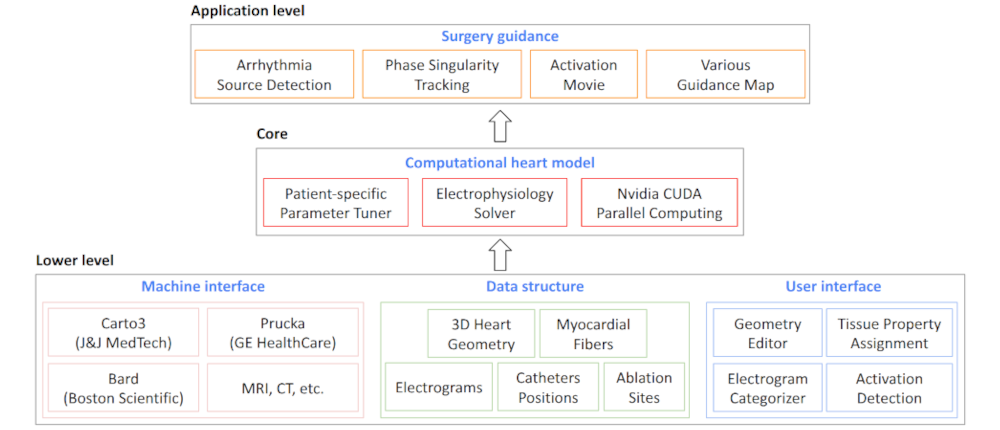 Application level
Surgery guidance
Arrhythmia
Source Detection
Phase Singularity
Tracking
Activation
Movie
Various
Guidance Map
Core
Computational heart model
Patient-specific
Parameter Tuner
Electrophysiology
Solver
Nvidia CUDA
Parallel Computing
Lower level
Machine interface
Carto3
(J&J MedTech)
Prucka
(GE HealthCare)
Bard
(Boston Scientific)
MRI, CT, etc.
Data structure
3D Heart
Geometry
Myocardial
Fibers
Electrograms
Catheters
Positions
Ablation
Sites
User interface
Geometry
Editor
Tissue Property
Assignment
Electrogram
Categorizer
Activation
Detection